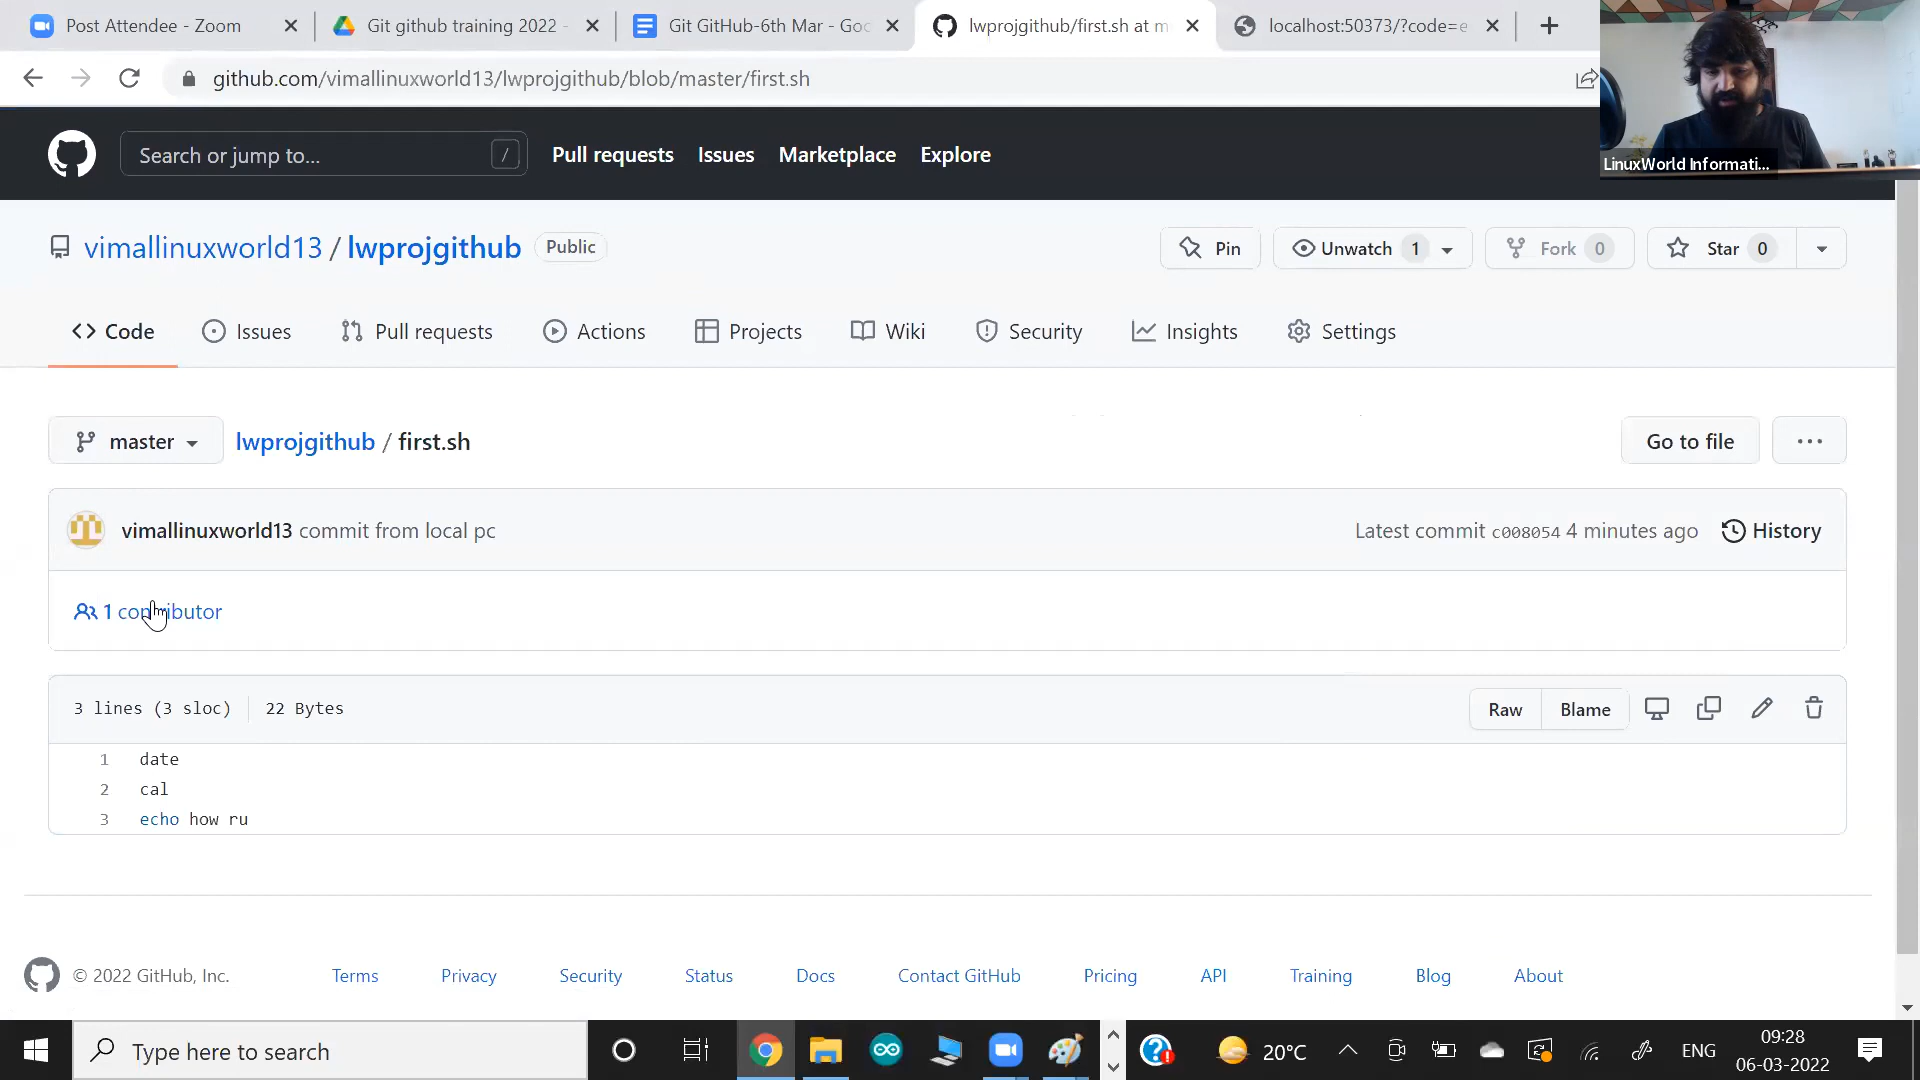 Post Attendee - Zoom
Git github training 2022 -
Git GitHub-6th Mar - Goo
lwprojgithub/first.sh at m
localhost:50373/?code=e
github.com/vimallinuxworld13/lwprojgithub/blob/master/first.sh
LinuxWorld Informati...
Search or jump to... /
Pull requests Issues Marketplace Explore
vimallinuxworld13 / lwprojgithub Public
Pin Unwatch 1 Fork 0 Star 0
Code Issues Pull requests Actions Projects Wiki Security Insights Settings
master lwprojgithub / first.sh Go to file ...
vimallinuxworld13 commit from local pc Latest commit c008054 4 minutes ago History
1 contributor
3 lines (3 sloc) 22 Bytes Raw Blame
1 date
2 cal
3 echo how ru
© 2022 GitHub, Inc. Terms Privacy Security Status Docs Contact GitHub Pricing API Training Blog About
Type here to search 20°C ENG 09:28
06-03-2022